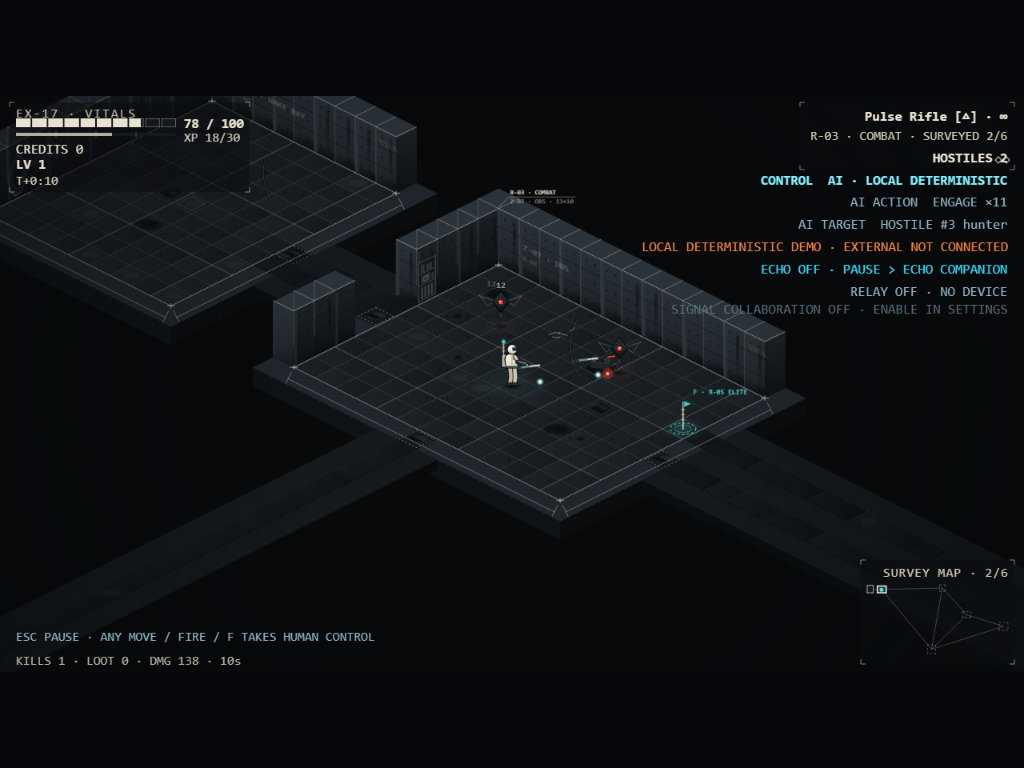 EX-17 · VITALS
78 / 100
XP 18/30
CREDITS 0
LV 1
T+0:10
Pulse Rifle [△] · ∞
R-03 · COMBAT · SURVEYED 2/6
HOSTILES 2
CONTROL AI · LOCAL DETERMINISTIC
AI ACTION ENGAGE ×11
AI TARGET HOSTILE #3 hunter
LOCAL DETERMINISTIC DEMO · EXTERNAL NOT CONNECTED
ECHO OFF · PAUSE > ECHO COMPANION
RELAY OFF · NO DEVICE
SIGNAL COLLABORATION OFF · ENABLE IN SETTINGS
R-03 · COMBAT
12
F · R-05 ELITE
SURVEY MAP · 2/6
ESC PAUSE · ANY MOVE / FIRE / F TAKES HUMAN CONTROL
KILLS 1 · LOOT 0 · DMG 138 · 10s